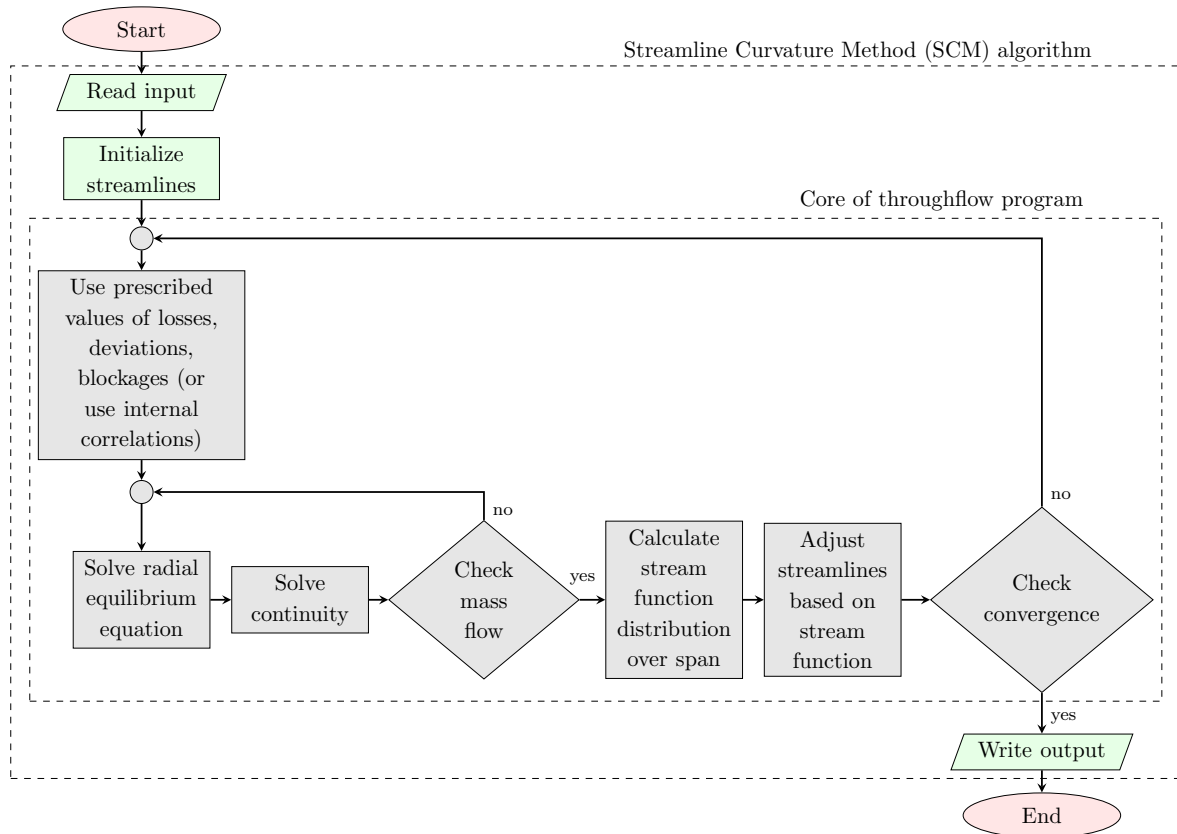 Start
Streamline Curvature Method (SCM) algorithm
Read input
Initialize
streamlines
Core of throughflow program
Use prescribed
values of losses,
deviations,
blockages (or
use internal
correlations)
no
no
Solve radial
equilibrium
equation
Solve
continuity
Check
mass
flow
yes
Calculate
stream
function
distribution
over span
Adjust
streamlines
based on
stream
function
Check
convergence
yes
Write output
End